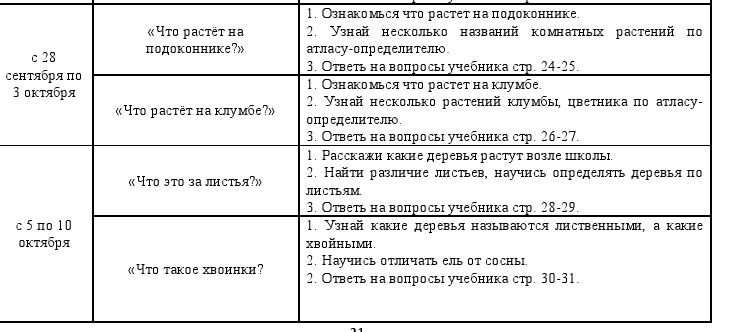 с 28
сентября по
3 октября
«Что растёт на
подоконнике?»
1. Ознакомься что растет на подоконнике.
2. Узнай несколько названий комнатных растений по
атласу-определителю.
3. Ответь на вопросы учебника стр. 24-25.
«Что растёт на клумбе?»
1. Ознакомься что растет на клумбе.
2. Узнай несколько растений клумбы, цветника по атласу-
определителю.
3. Ответь на вопросы учебника стр. 26-27.
с 5 по 10
октября
«Что это за листья?»
1. Расскажи какие деревья растут возле школы.
2. Найти различие листьев, научись определять деревья по
листьям.
3. Ответь на вопросы учебника стр. 28-29.
«Что такое хвоинки?
1. Узнай какие деревья называются лиственными, а какие
хвойными.
2. Научись отличать ель от сосны.
2. Ответь на вопросы учебника стр. 30-31.